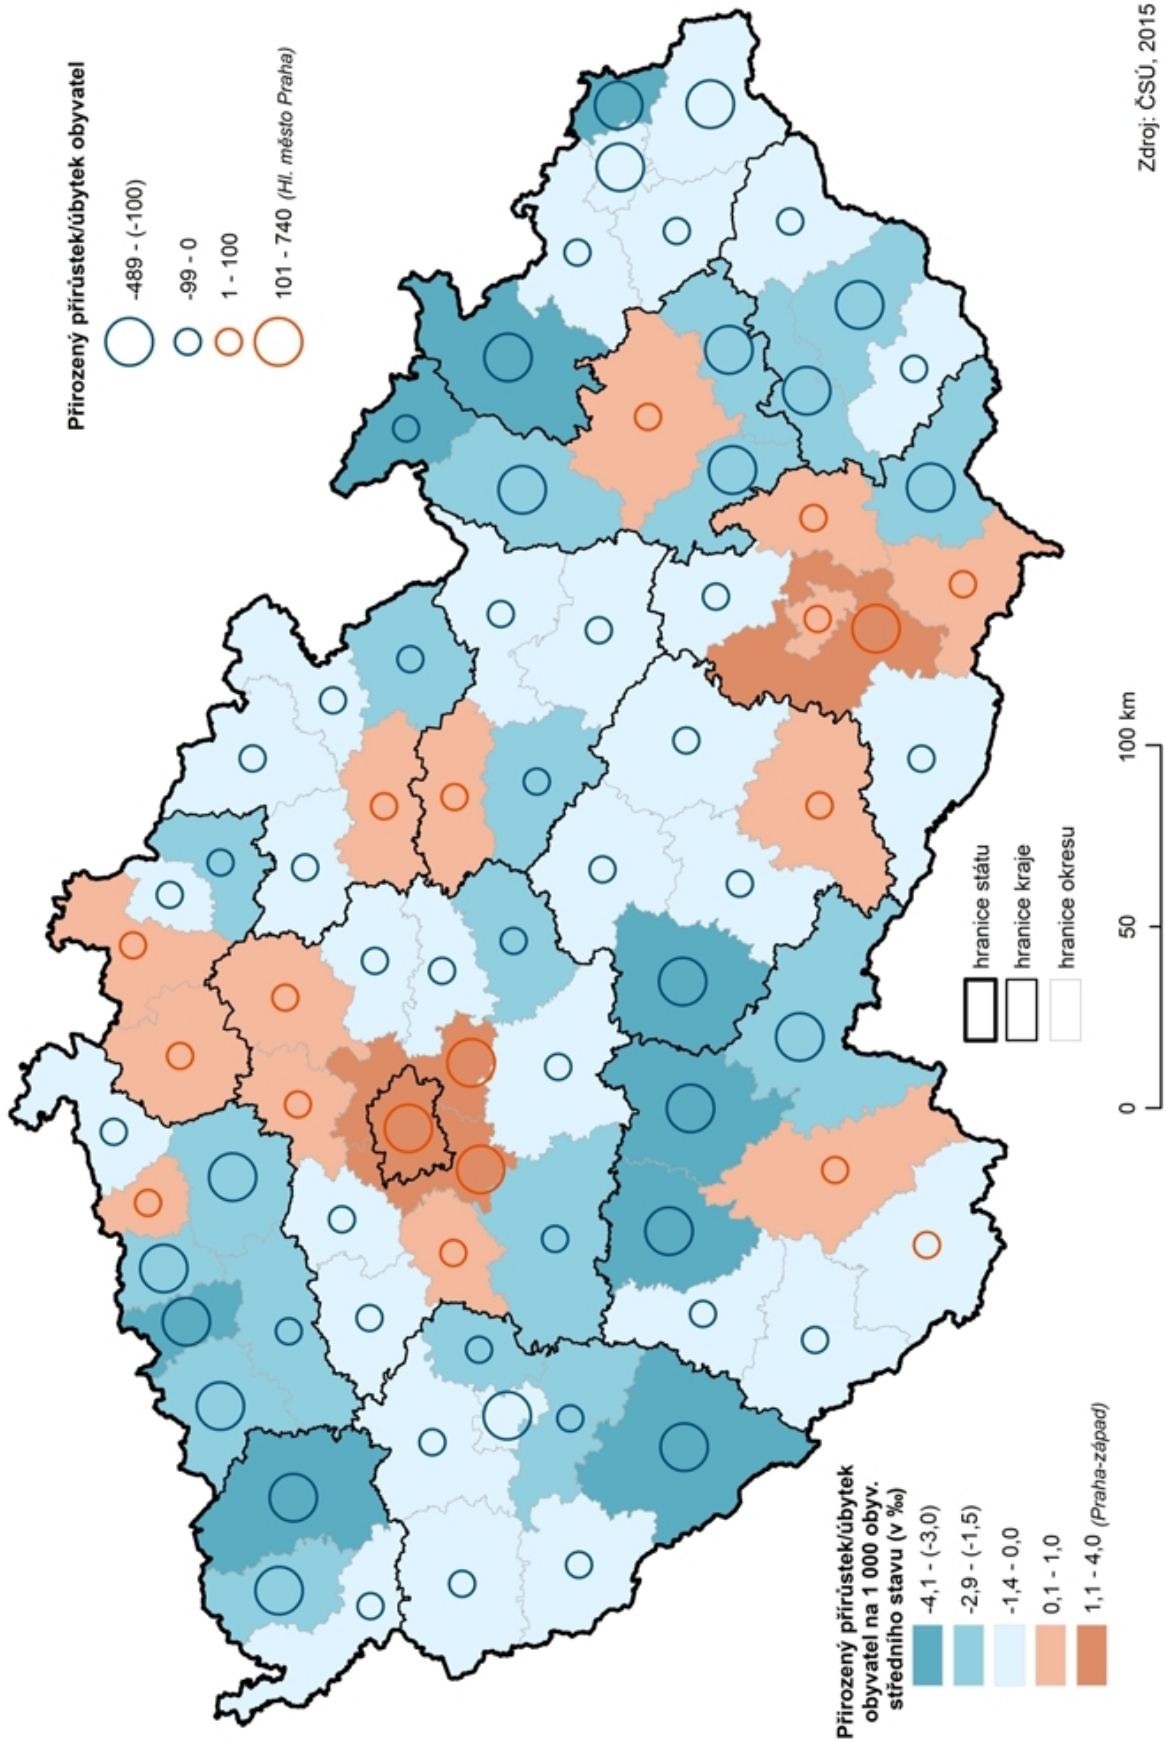 Přirozený přírůstek/úbytek obyvatel
-489 - (-100)
-99 - 0
1 - 100
101 - 740 (Hl. město Praha)
Přirozený přírůstek/úbytek
obyvatel na 1 000 obyv.
středního stavu (v ‰)
-4,1 - (-3,0)
-2,9 - (-1,5)
-1,4 - 0,0
0,1 - 1,0
1,1 - 4,0 (Praha-západ)
hranice státu
hranice kraje
hranice okresu
0 50 100 km
Zdroj: ČSÚ, 2015